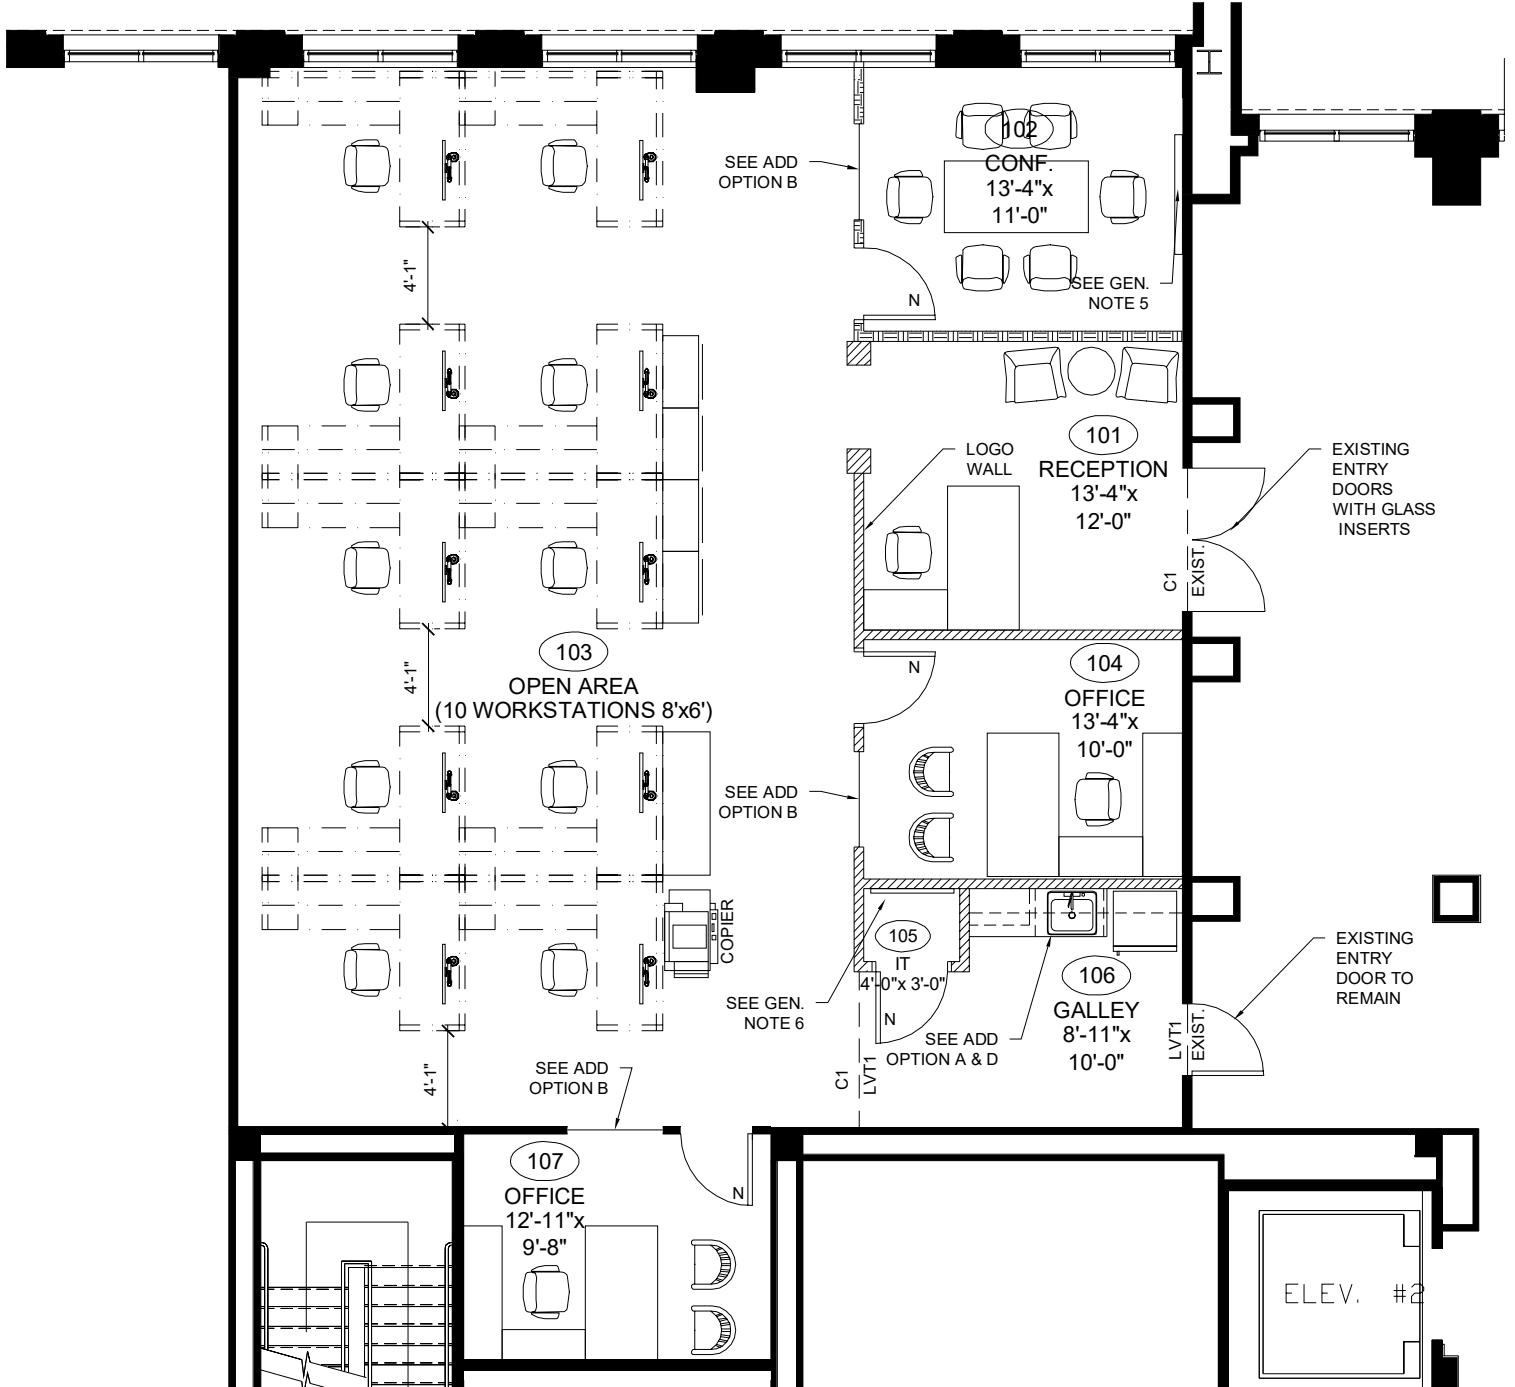 SEE ADD
OPTION B
102
CONF.
13'-4"x
11'-0"
4'-1"
N
SEE GEN.
NOTE 5
101
RECEPTION
13'-4"x
12'-0"
LOGO
WALL
EXISTING
ENTRY
DOORS
WITH GLASS
INSERTS
C1
EXIST.
103
OPEN AREA
(10 WORKSTATIONS 8'x6')
4'-1"
N
104
OFFICE
13'-4"x
10'-0"
SEE ADD
OPTION B
COPIER
105
IT
4'-0"x 3'-0"
SEE GEN.
NOTE 6
N
SEE ADD
OPTION A & D
106
GALLEY
8'-11"x
10'-0"
EXISTING
ENTRY
DOOR TO
REMAIN
LVT1
EXIST.
C1
LVT1
4'-1"
SEE ADD
OPTION B
107
OFFICE
12'-11"x
9'-8"
N
ELEV. #2